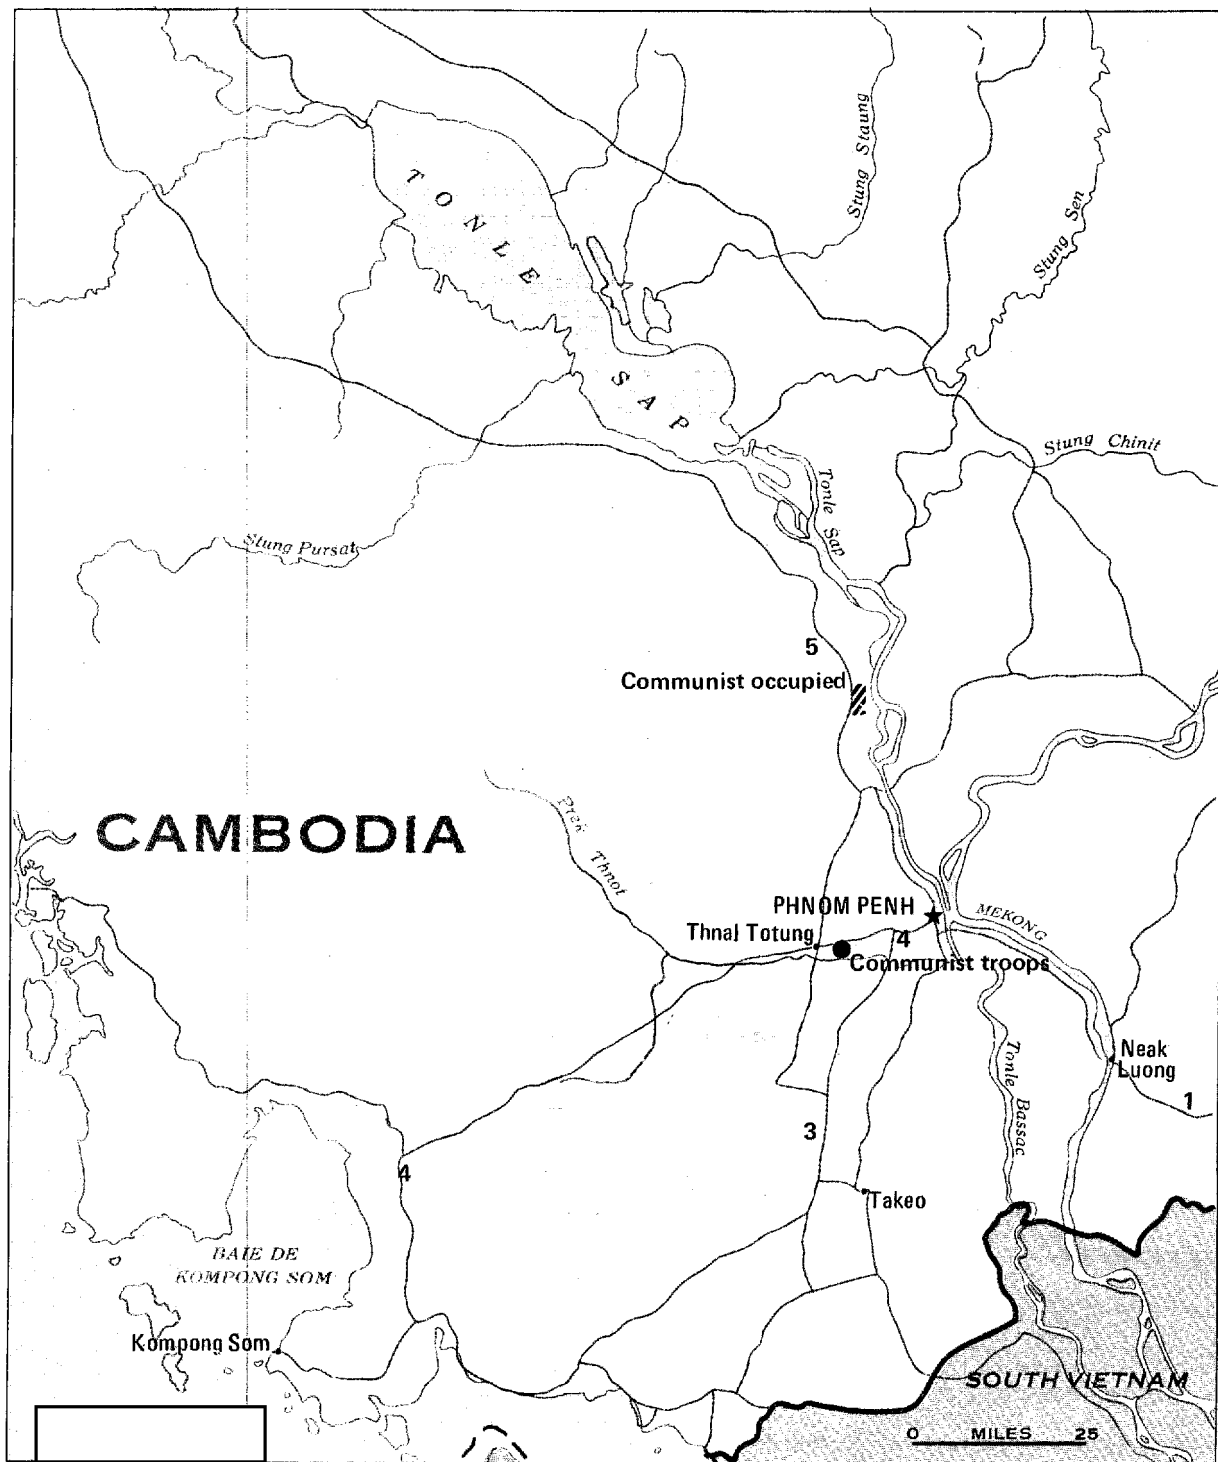 TONLE
SAP
Stung Staung
Stung Sen
Stung Chinit
Tonle Sap
Stung Pursat
5
Communist occupied
CAMBODIA
Prek Thnot
PHNOM PENH
MEKONG
Thnal Totung
4
Communist troops
Neak
Luong
Tonle Bassac
1
3
4
Takeo
BAIE DE
KOMPONG SOM
Kompong Som
SOUTH VIETNAM
0 MILES 25